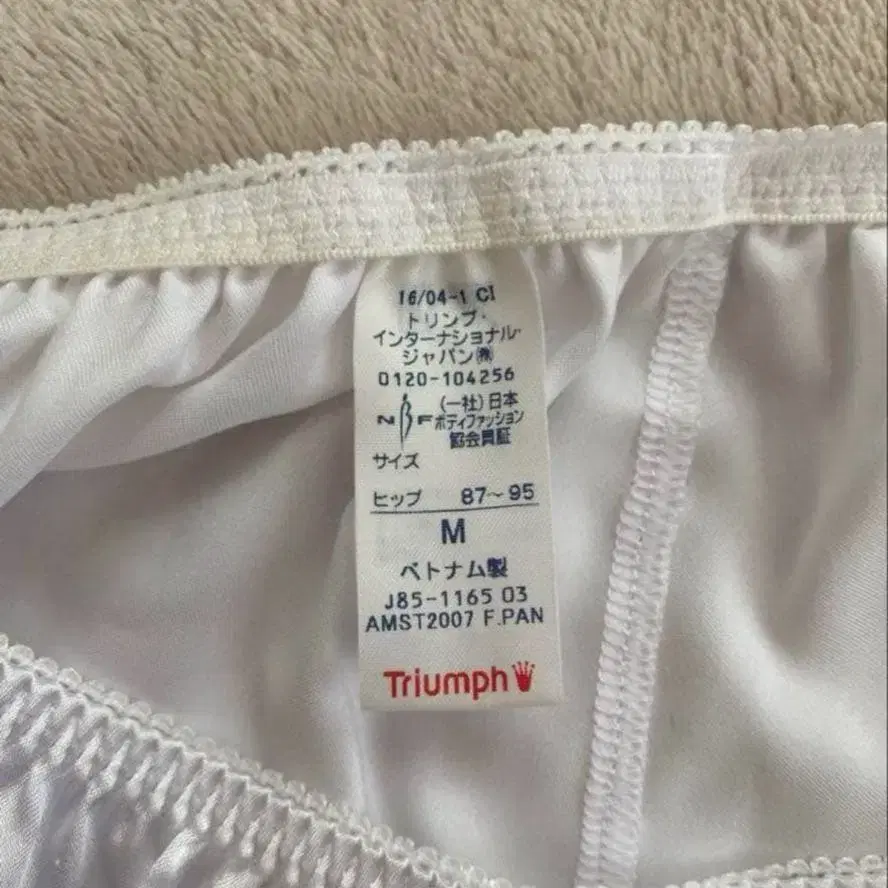 16/04-1 CI
トリンプ・
インターナショナル・
ジャパン㈱
0120-104256
NBF (一社)日本
ボディファッション
協会員証
サイズ
ヒップ 87～95
M
ベトナム製
J85-1165 03
AMST2007 F.PAN
Triumph